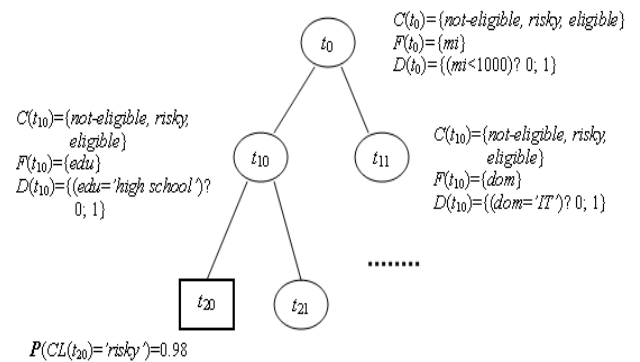 t0
C(t0)={not-eligible, risky, eligible}
F(t0)={mi}
D(t0)={(mi<1000)? 0; 1}
C(t10)={not-eligible, risky,
eligible}
F(t10)={edu}
D(t10)={(edu='high school')?
0; 1}
t10
t11
C(t10)={not-eligible, risky,
eligible}
F(t10)={dom}
D(t10)={(dom='IT')? 0; 1}
........
t20
t21
P(CL(t20)='risky')=0.98